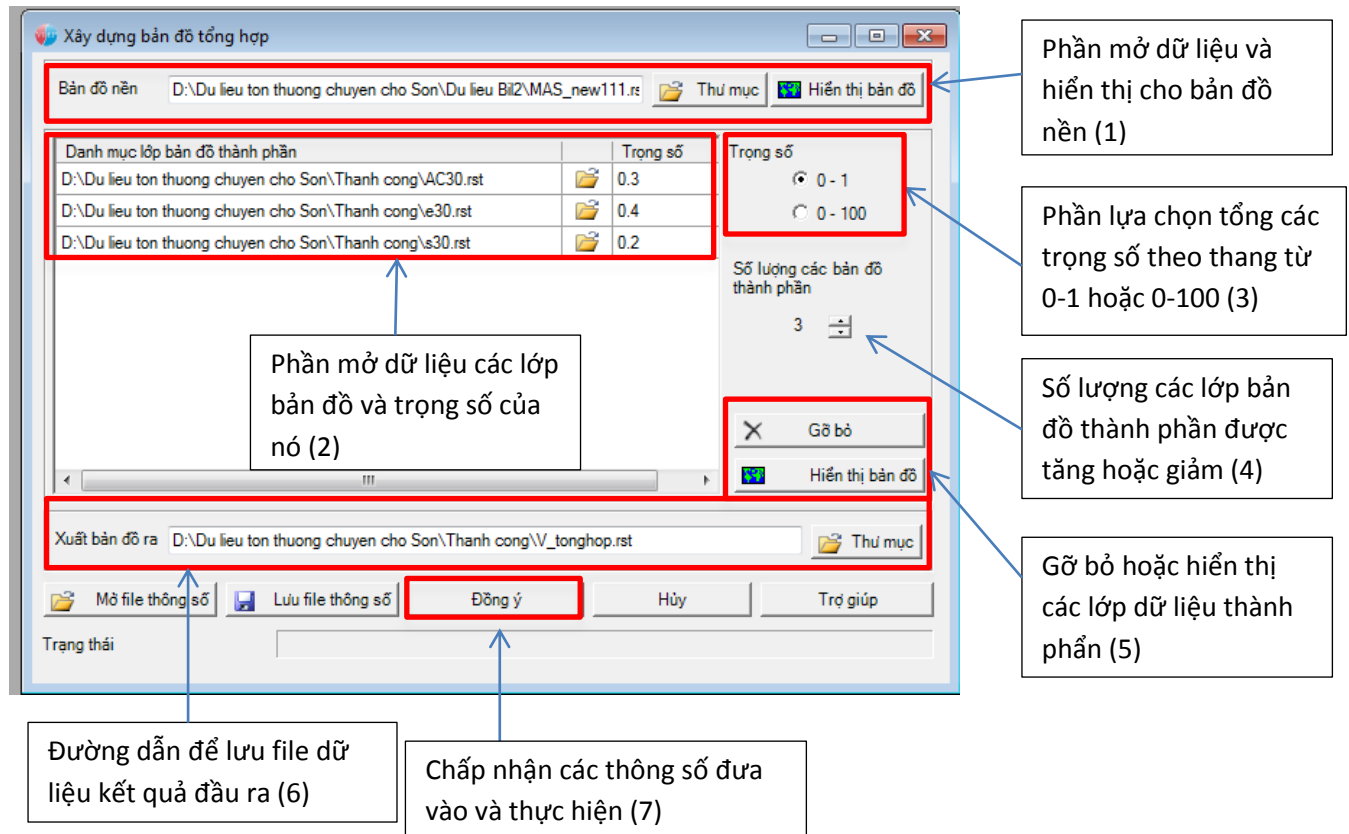 Xây dựng bản đồ tổng hợp
Bản đồ nền D:\Du lieu ton thuong chuyen cho Son\Du lieu Bil2\MAS_new111.rs Thư mục Hiển thị bản đồ
Danh mục lớp bản đồ thành phần Trọng số
D:\Du lieu ton thuong chuyen cho Son\Thanh cong\AC30.rst 0.3
D:\Du lieu ton thuong chuyen cho Son\Thanh cong\e30.rst 0.4
D:\Du lieu ton thuong chuyen cho Son\Thanh cong\s30.rst 0.2
Trọng số
0 - 1
0 - 100
Số lượng các bản đồ
thành phần
3
Gỡ bỏ
Hiển thị bản đồ
Xuất bản đồ ra D:\Du lieu ton thuong chuyen cho Son\Thanh cong\V_tonghop.rst Thư mục
Mở file thông số Lưu file thông số Đồng ý Hủy Trợ giúp
Trạng thái
Phần mở dữ liệu và
hiển thị cho bản đồ
nền (1)
Phần mở dữ liệu các lớp
bản đồ và trọng số của
nó (2)
Phần lựa chọn tổng các
trọng số theo thang từ
0-1 hoặc 0-100 (3)
Số lượng các lớp bản
đồ thành phần được
tăng hoặc giảm (4)
Gỡ bỏ hoặc hiển thị
các lớp dữ liệu thành
phẩn (5)
Đường dẫn để lưu file dữ
liệu kết quả đầu ra (6)
Chấp nhận các thông số đưa
vào và thực hiện (7)